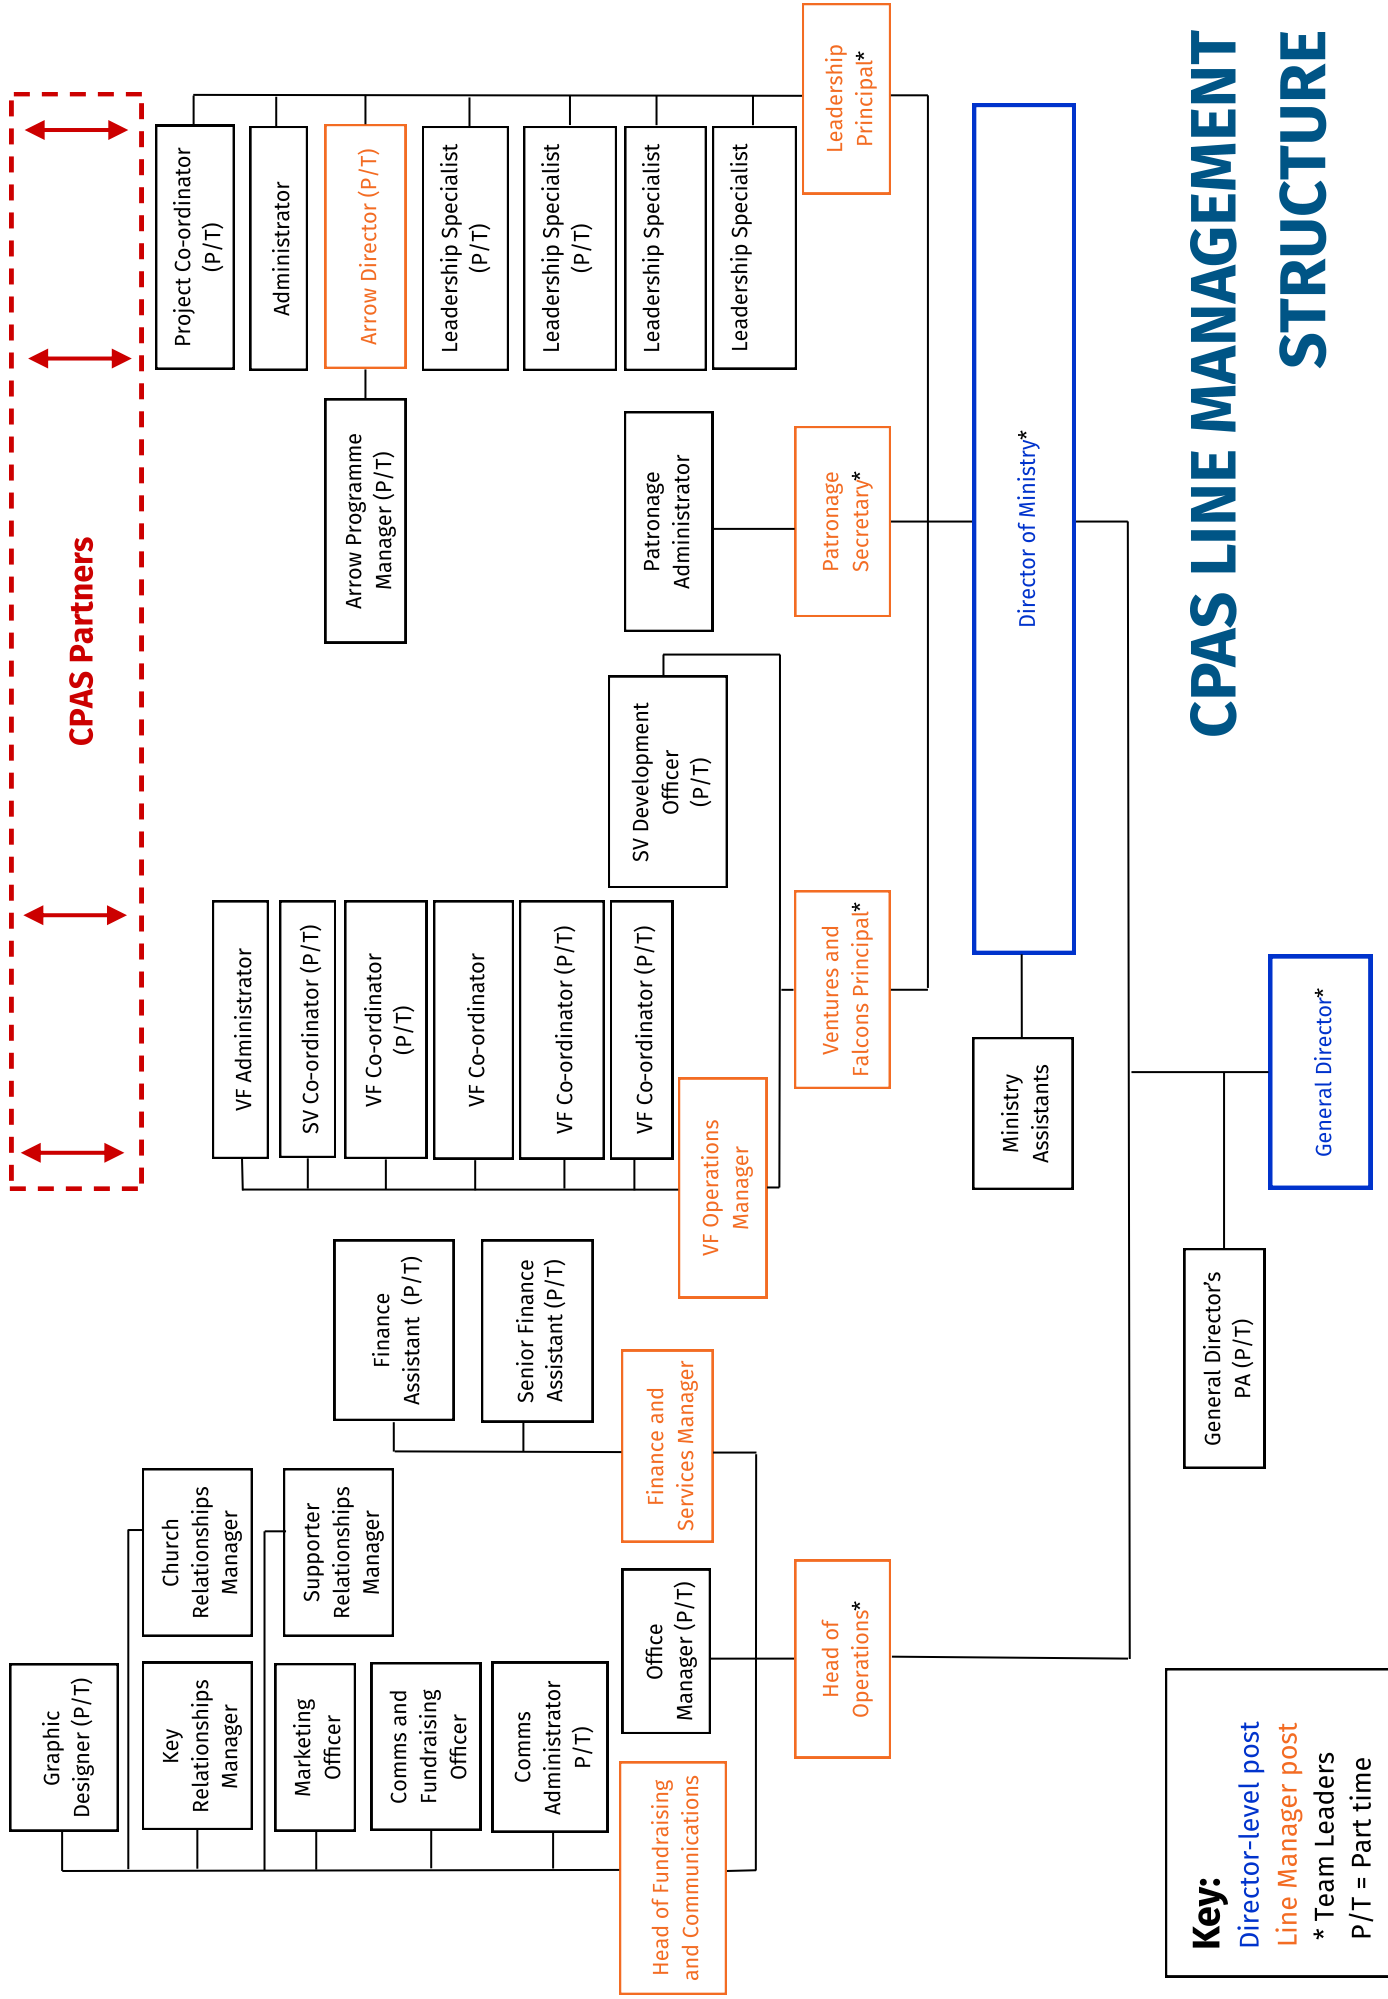 CPAS LINE MANAGEMENT
STRUCTURE
CPAS Partners
General Director*
General Director's
PA (P/T)
Director of Ministry*
Ministry
Assistants
Head of
Operations*
Office
Manager (P/T)
Head of Fundraising
and Communications
Graphic
Designer (P/T)
Church
Relationships
Manager
Key
Relationships
Manager
Supporter
Relationships
Manager
Marketing
Officer
Comms and
Fundraising
Officer
Comms
Administrator
P/T)
Finance and
Services Manager
Finance
Assistant (P/T)
Senior Finance
Assistant (P/T)
Ventures and
Falcons Principal*
VF Operations
Manager
VF Administrator
SV Co-ordinator (P/T)
VF Co-ordinator
(P/T)
VF Co-ordinator
VF Co-ordinator (P/T)
VF Co-ordinator (P/T)
SV Development
Officer
(P/T)
Patronage
Secretary*
Patronage
Administrator
Leadership
Principal*
Project Co-ordinator
(P/T)
Administrator
Arrow Director (P/T)
Arrow Programme
Manager (P/T)
Leadership Specialist
(P/T)
Leadership Specialist
(P/T)
Leadership Specialist
Leadership Specialist
Key:
Director-level post
Line Manager post
* Team Leaders
P/T = Part time